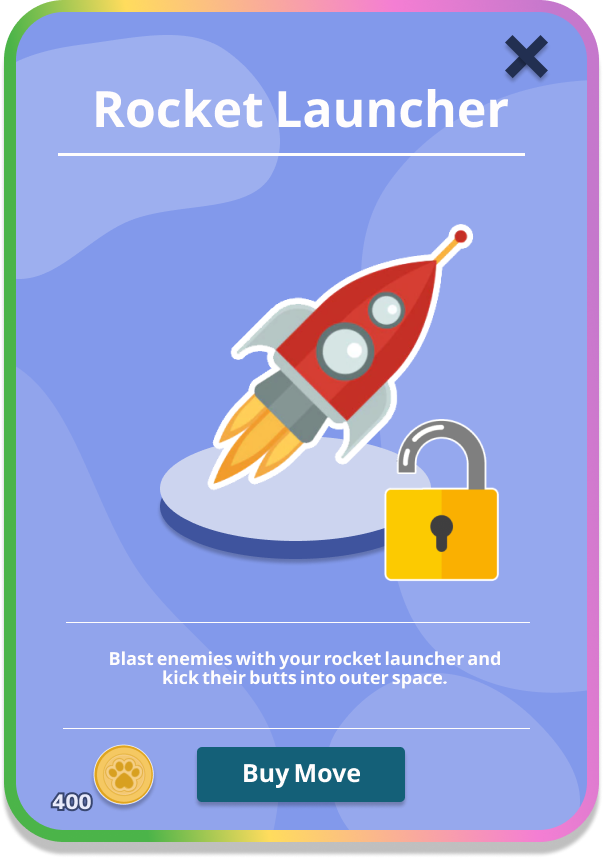 Rocket Launcher
Blast enemies with your rocket launcher and
kick their butts into outer space.
400
Buy Move